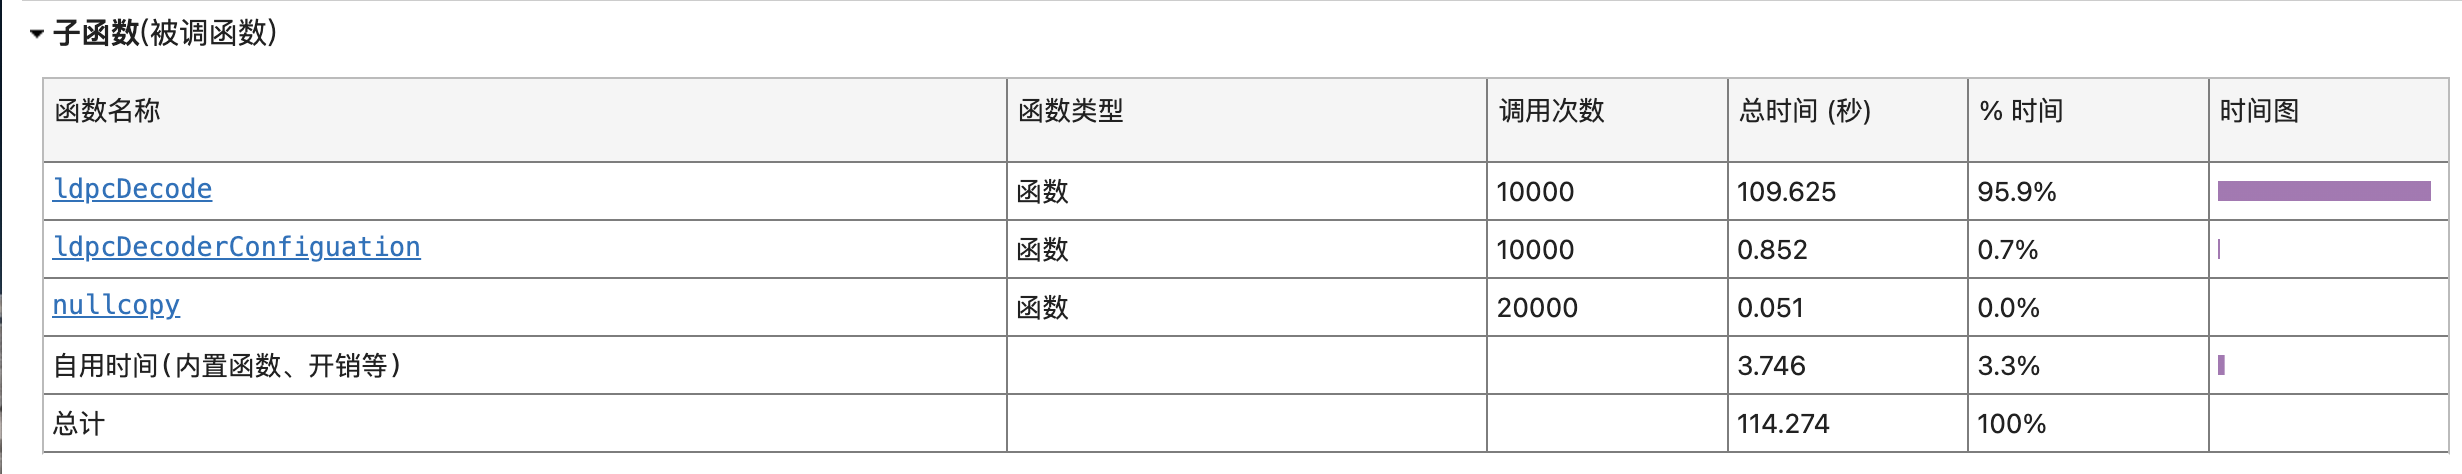 子函数(被调函数)
函数名称 函数类型 调用次数 总时间 (秒) % 时间 时间图
ldpcDecode 函数 10000 109.625 95.9%
ldpcDecoderConfiguation 函数 10000 0.852 0.7%
nullcopy 函数 20000 0.051 0.0%
自用时间(内置函数、开销等) 3.746 3.3%
总计 114.274 100%